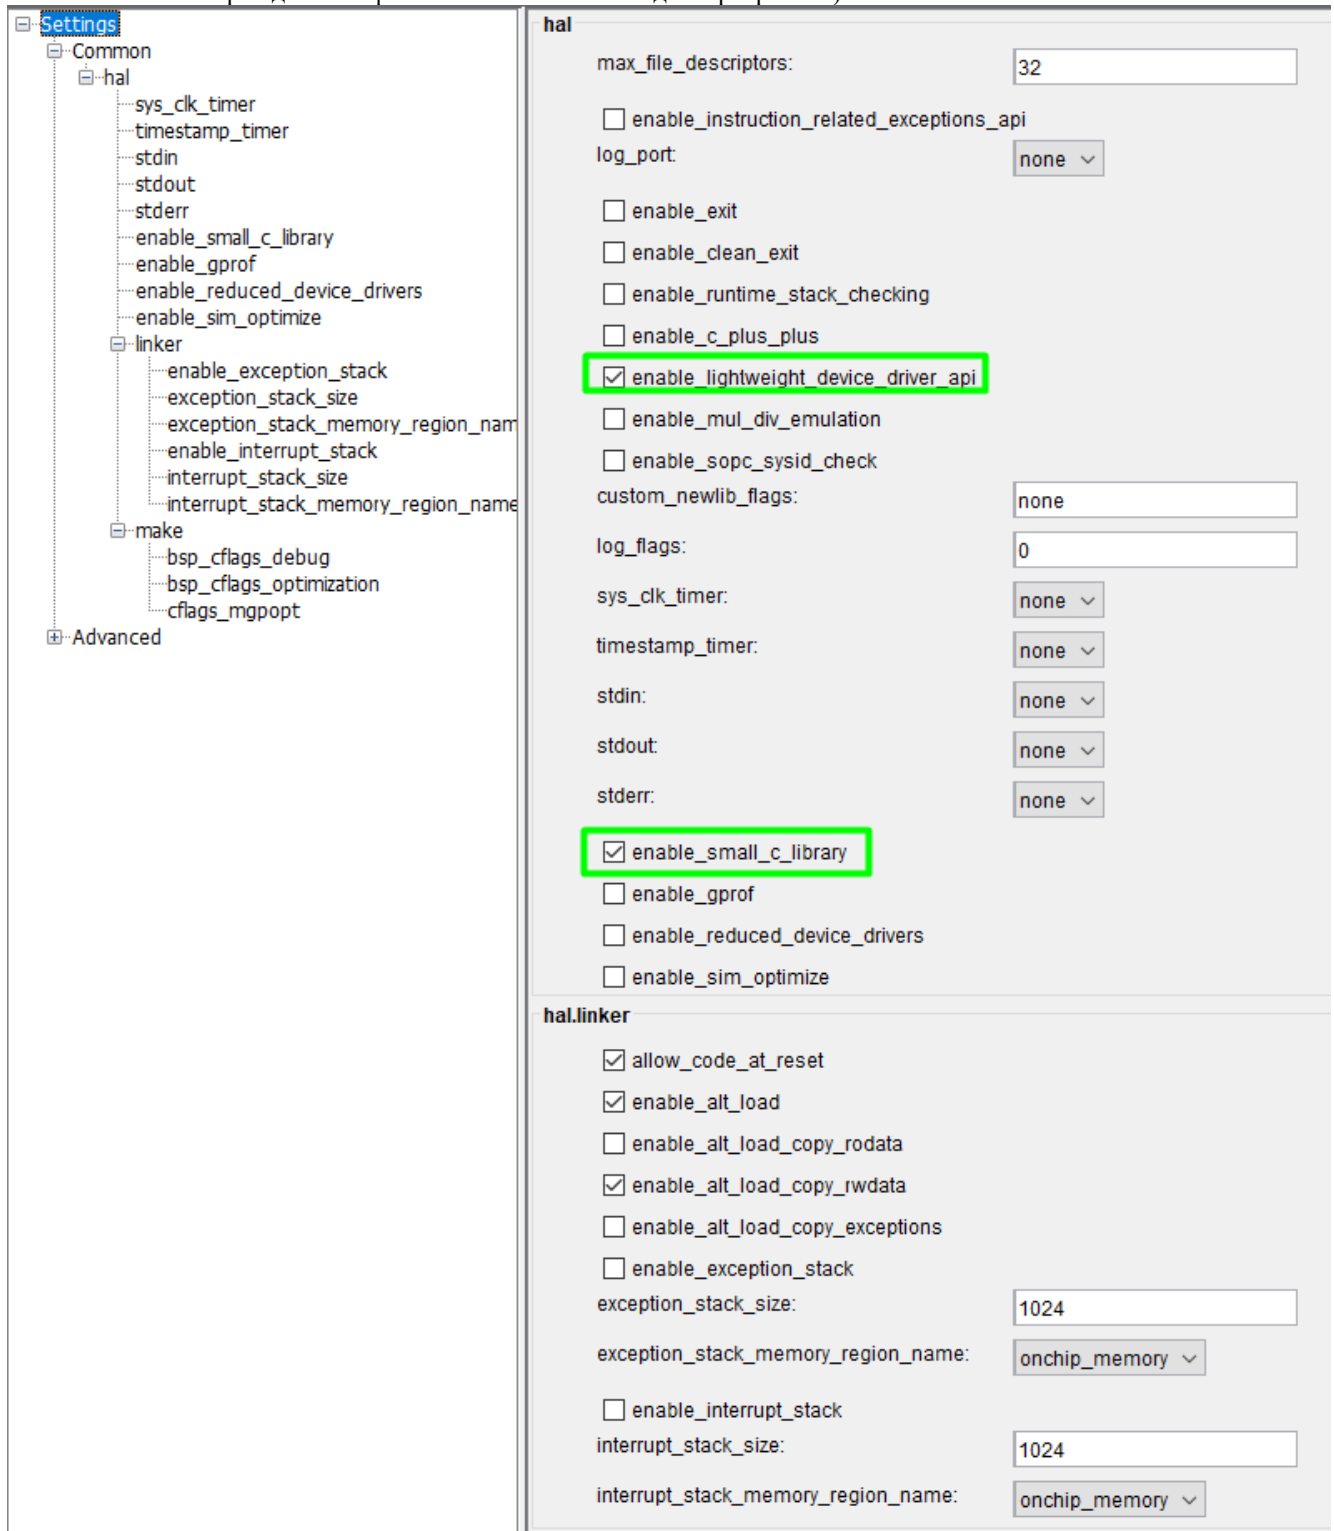 Settings
Common
hal
sys_clk_timer
timestamp_timer
stdin
stdout
stderr
enable_small_c_library
enable_gprof
enable_reduced_device_drivers
enable_sim_optimize
linker
enable_exception_stack
exception_stack_size
exception_stack_memory_region_nam
enable_interrupt_stack
interrupt_stack_size
interrupt_stack_memory_region_name
make
bsp_cflags_debug
bsp_cflags_optimization
cflags_mgpopt
Advanced
hal
max_file_descriptors: 32
enable_instruction_related_exceptions_api
log_port: none
enable_exit
enable_clean_exit
enable_runtime_stack_checking
enable_c_plus_plus
enable_lightweight_device_driver_api
enable_mul_div_emulation
enable_sopc_sysid_check
custom_newlib_flags: none
log_flags: 0
sys_clk_timer: none
timestamp_timer: none
stdin: none
stdout: none
stderr: none
enable_small_c_library
enable_gprof
enable_reduced_device_drivers
enable_sim_optimize
hal.linker
allow_code_at_reset
enable_alt_load
enable_alt_load_copy_rodata
enable_alt_load_copy_rwdata
enable_alt_load_copy_exceptions
enable_exception_stack
exception_stack_size: 1024
exception_stack_memory_region_name: onchip_memory
enable_interrupt_stack
interrupt_stack_size: 1024
interrupt_stack_memory_region_name: onchip_memory